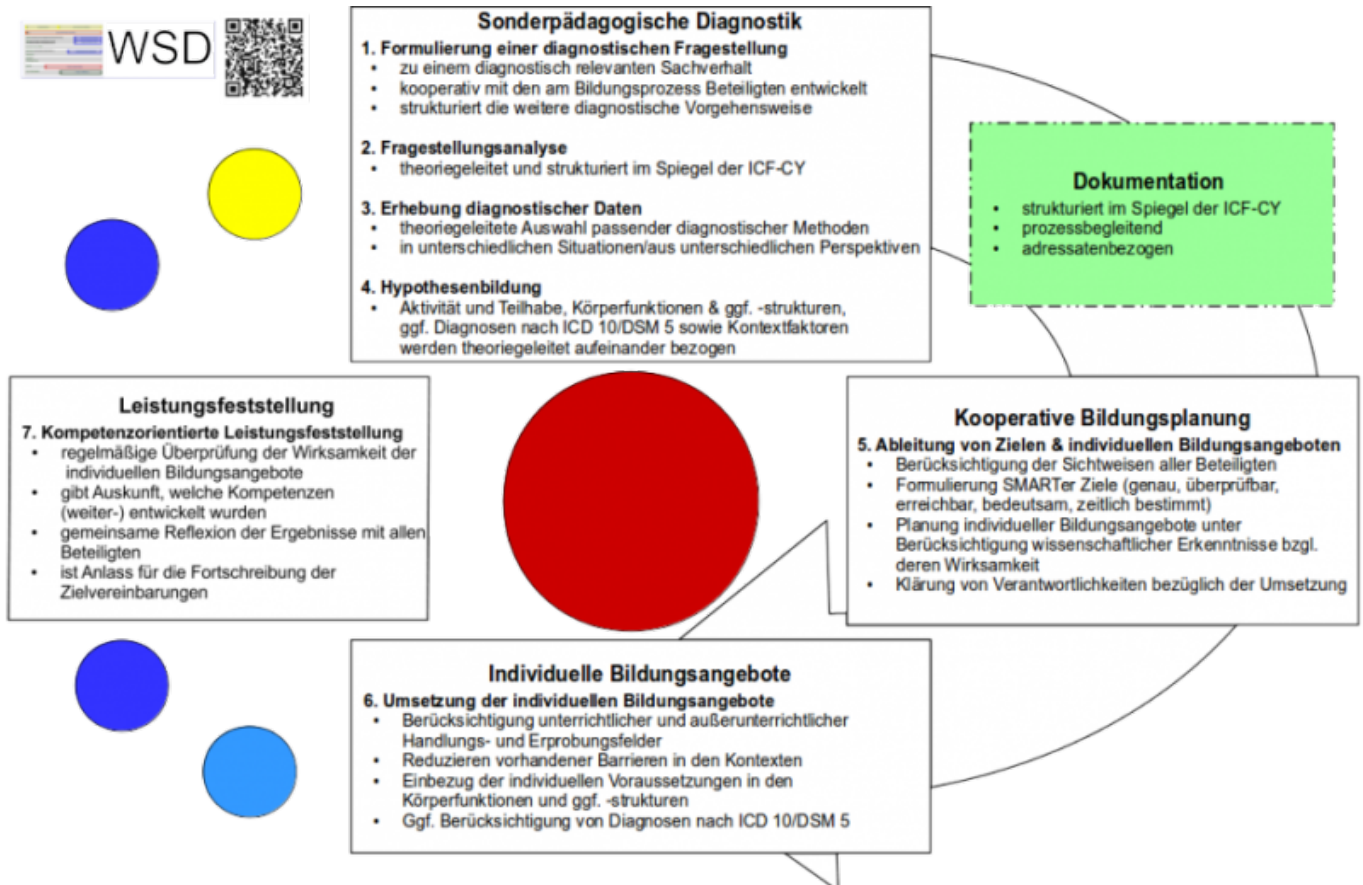 WSD
Sonderpädagogische Diagnostik
1. Formulierung einer diagnostischen Fragestellung
• zu einem diagnostisch relevanten Sachverhalt
• kooperativ mit den am Bildungsprozess Beteiligten entwickelt
• strukturiert die weitere diagnostische Vorgehensweise
2. Fragestellungsanalyse
• theoriegeleitet und strukturiert im Spiegel der ICF-CY
3. Erhebung diagnostischer Daten
• theoriegeleitete Auswahl passender diagnostischer Methoden
• in unterschiedlichen Situationen/aus unterschiedlichen Perspektiven
4. Hypothesenbildung
• Aktivität und Teilhabe, Körperfunktionen & ggf. -strukturen,
ggf. Diagnosen nach ICD 10/DSM 5 sowie Kontextfaktoren
werden theoriegeleitet aufeinander bezogen
Dokumentation
• strukturiert im Spiegel der ICF-CY
• prozessbegleitend
• adressatenbezogen
Kooperative Bildungsplanung
5. Ableitung von Zielen & individuellen Bildungsangeboten
• Berücksichtigung der Sichtweisen aller Beteiligten
• Formulierung SMARTer Ziele (genau, überprüfbar,
erreichbar, bedeutsam, zeitlich bestimmt)
• Planung individueller Bildungsangebote unter
Berücksichtigung wissenschaftlicher Erkenntnisse bzgl.
deren Wirksamkeit
• Klärung von Verantwortlichkeiten bezüglich der Umsetzung
Individuelle Bildungsangebote
6. Umsetzung der individuellen Bildungsangebote
• Berücksichtigung unterrichtlicher und außerunterrichtlicher
Handlungs- und Erprobungsfelder
• Reduzieren vorhandener Barrieren in den Kontexten
• Einbezug der individuellen Voraussetzungen in den
Körperfunktionen und ggf. -strukturen
• Ggf. Berücksichtigung von Diagnosen nach ICD 10/DSM 5
Leistungsfeststellung
7. Kompetenzorientierte Leistungsfeststellung
• regelmäßige Überprüfung der Wirksamkeit der
individuellen Bildungsangebote
• gibt Auskunft, welche Kompetenzen
(weiter-) entwickelt wurden
• gemeinsame Reflexion der Ergebnisse mit allen
Beteiligten
• ist Anlass für die Fortschreibung der
Zielvereinbarungen